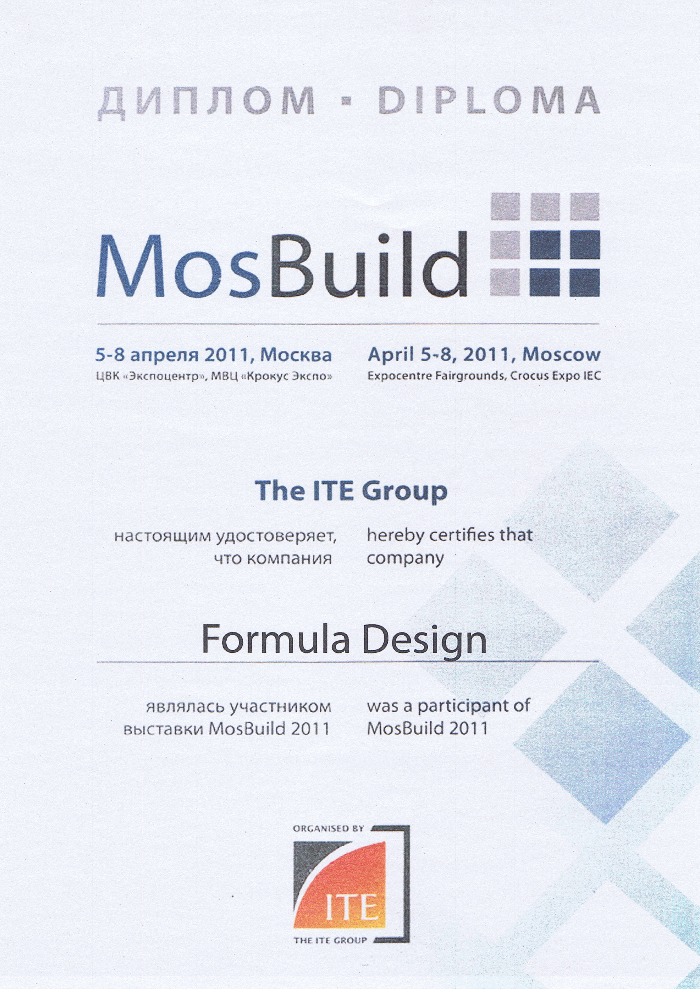 ДИПЛОМ ▪ DIPLOMA
MosBuild
5-8 апреля 2011, Москва
ЦВК «Экспоцентр», МВЦ «Крокус Экспо»
April 5-8, 2011, Moscow
Expocentre Fairgrounds, Crocus Expo IEC
The ITE Group
настоящим удостоверяет,
что компания
hereby certifies that
company
Formula Design
являлась участником
выставки MosBuild 2011
was a participant of
MosBuild 2011
ORGANISED BY
ITE
THE ITE GROUP